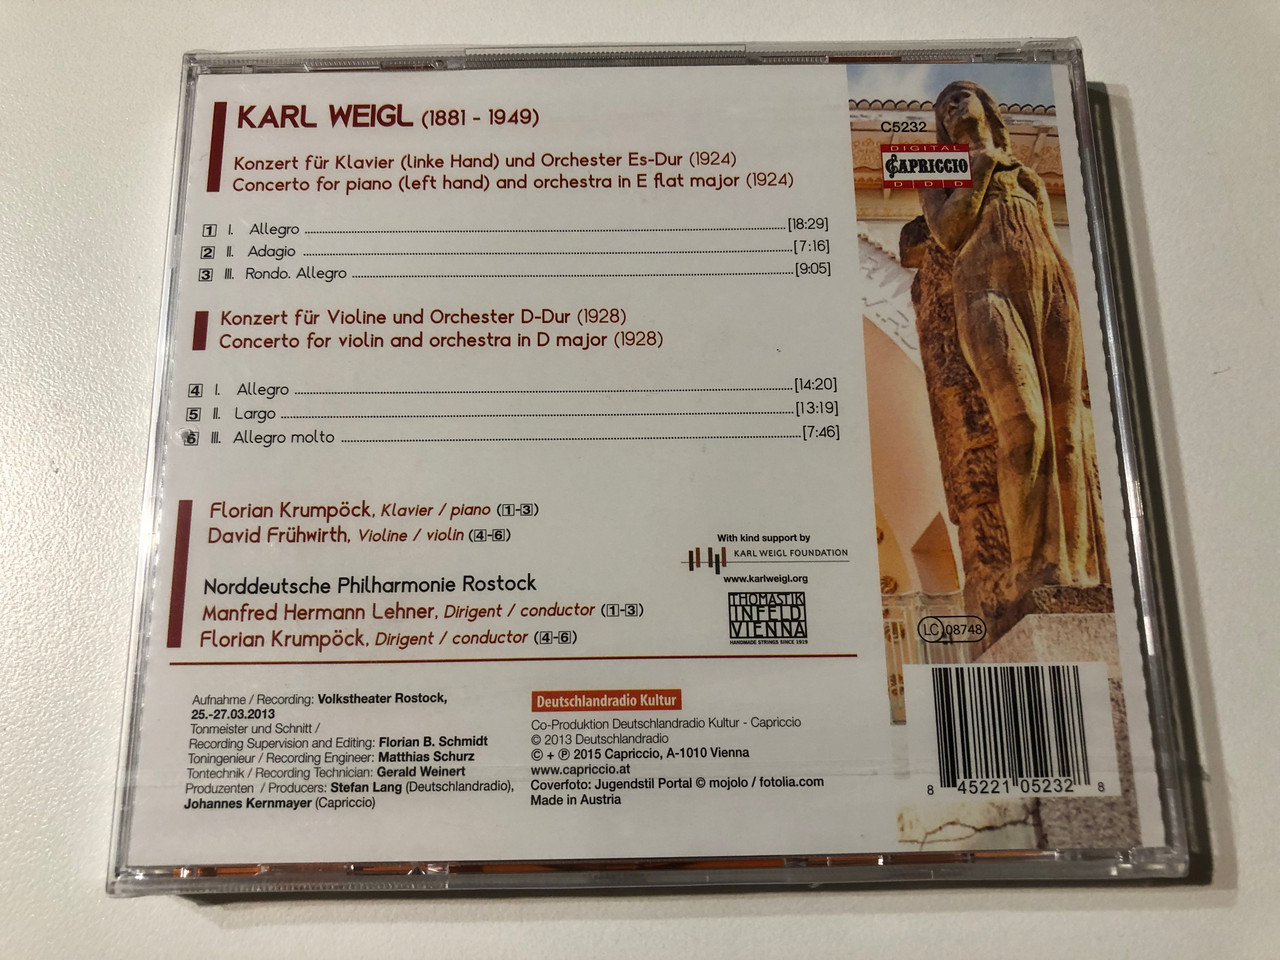 KARL WEIGL (1881 - 1949)
Konzert für Klavier (linke Hand) und Orchester Es-Dur (1924)
Concerto for piano (left hand) and orchestra in E flat major (1924)
1 I. Allegro [18:29]
2 II. Adagio [7:16]
3 III. Rondo. Allegro [9:05]
Konzert für Violine und Orchester D-Dur (1928)
Concerto for violin and orchestra in D major (1928)
4 I. Allegro [14:20]
5 II. Largo [13:19]
6 III. Allegro molto [7:46]
Florian Krumpöck, Klavier / piano (1-3)
David Frühwirth, Violine / violin (4-6)
Norddeutsche Philharmonie Rostock
Manfred Hermann Lehner, Dirigent / conductor (1-3)
Florian Krumpöck, Dirigent / conductor (4-6)
With kind support by
KARL WEIGL FOUNDATION
www.karlweigl.org
THOMASTIK
INFELD
VIENNA
HANDMADE STRINGS SINCE 1919
Aufnahme / Recording: Volkstheater Rostock,
25.-27.03.2013
Tonmeister und Schnitt /
Recording Supervision and Editing: Florian B. Schmidt
Toningenieur / Recording Engineer: Matthias Schurz
Tontechnik / Recording Technician: Gerald Weinert
Produzenten / Producers: Stefan Lang (Deutschlandradio),
Johannes Kernmayer (Capriccio)
Deutschlandradio Kultur
Co-Produktion Deutschlandradio Kultur - Capriccio
© 2013 Deutschlandradio
© + ℗ 2015 Capriccio, A-1010 Vienna
www.capriccio.at
Coverfoto: Jugendstil Portal © mojolo / fotolia.com
Made in Austria
C5232
DIGITAL
CAPRICCIO
D D D
LC 08748
8 45221 05232 8